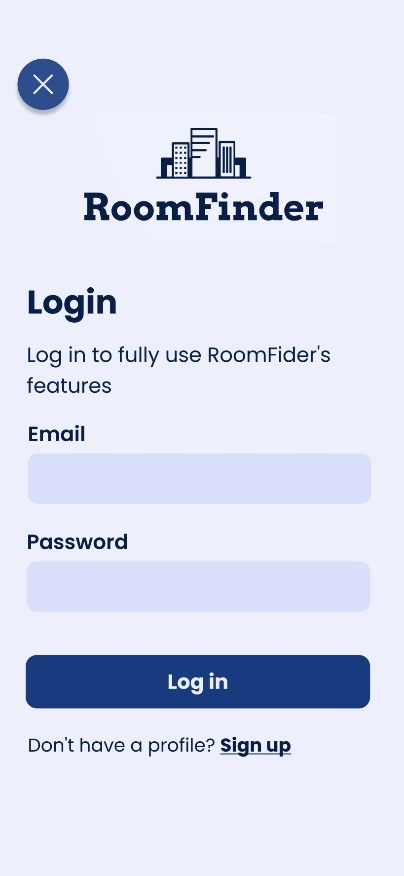 RoomFinder
Login
Log in to fully use RoomFider's
features
Email
Password
Log in
Don't have a profile? Sign up